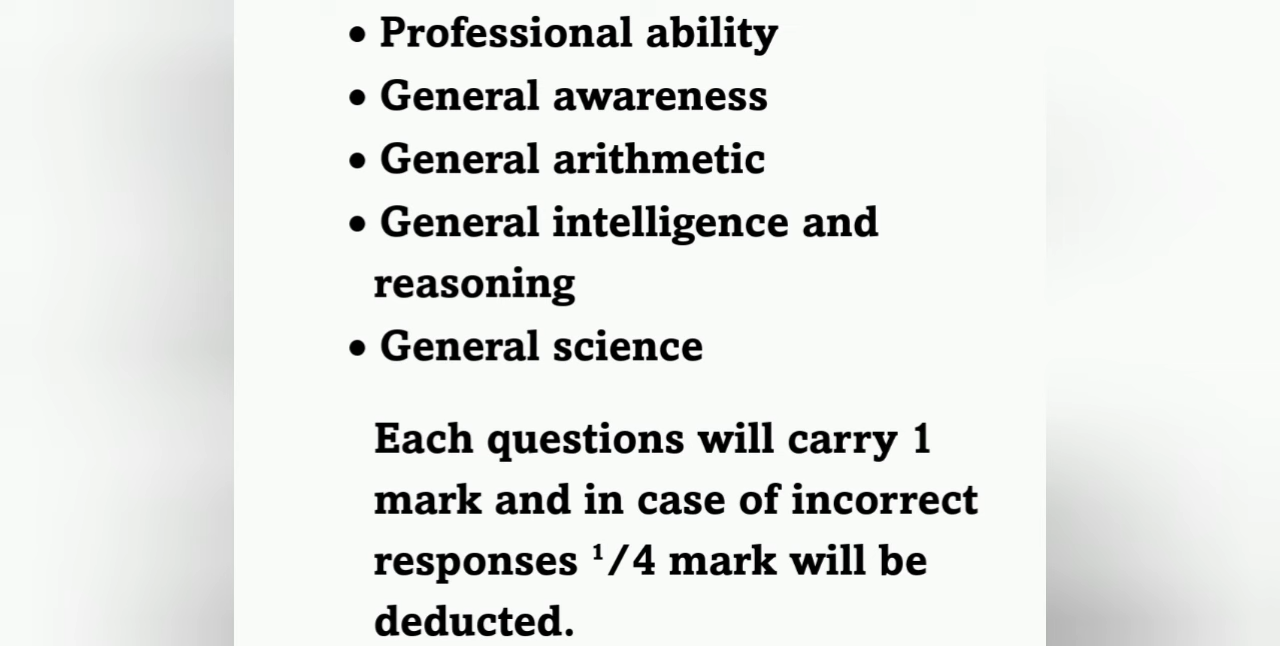 • Professional ability
• General awareness
• General arithmetic
• General intelligence and
reasoning
• General science
Each questions will carry 1
mark and in case of incorrect
responses ¹/4 mark will be
deducted.